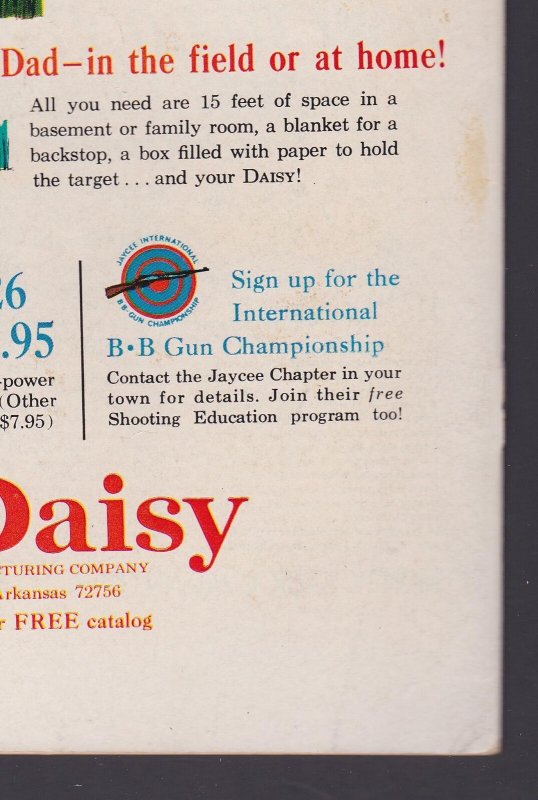 Dad—in the field or at home!
All you need are 15 feet of space in a
basement or family room, a blanket for a
backstop, a box filled with paper to hold
the target . . . and your DAISY!
26
.95
-power
(Other
$7.95)
JAYCEE INTERNATIONAL
B·B·GUN CHAMPIONSHIP
Sign up for the
International
B•B Gun Championship
Contact the Jaycee Chapter in your
town for details. Join their free
Shooting Education program too!
Daisy
CTURING COMPANY
Arkansas 72756
r FREE catalog